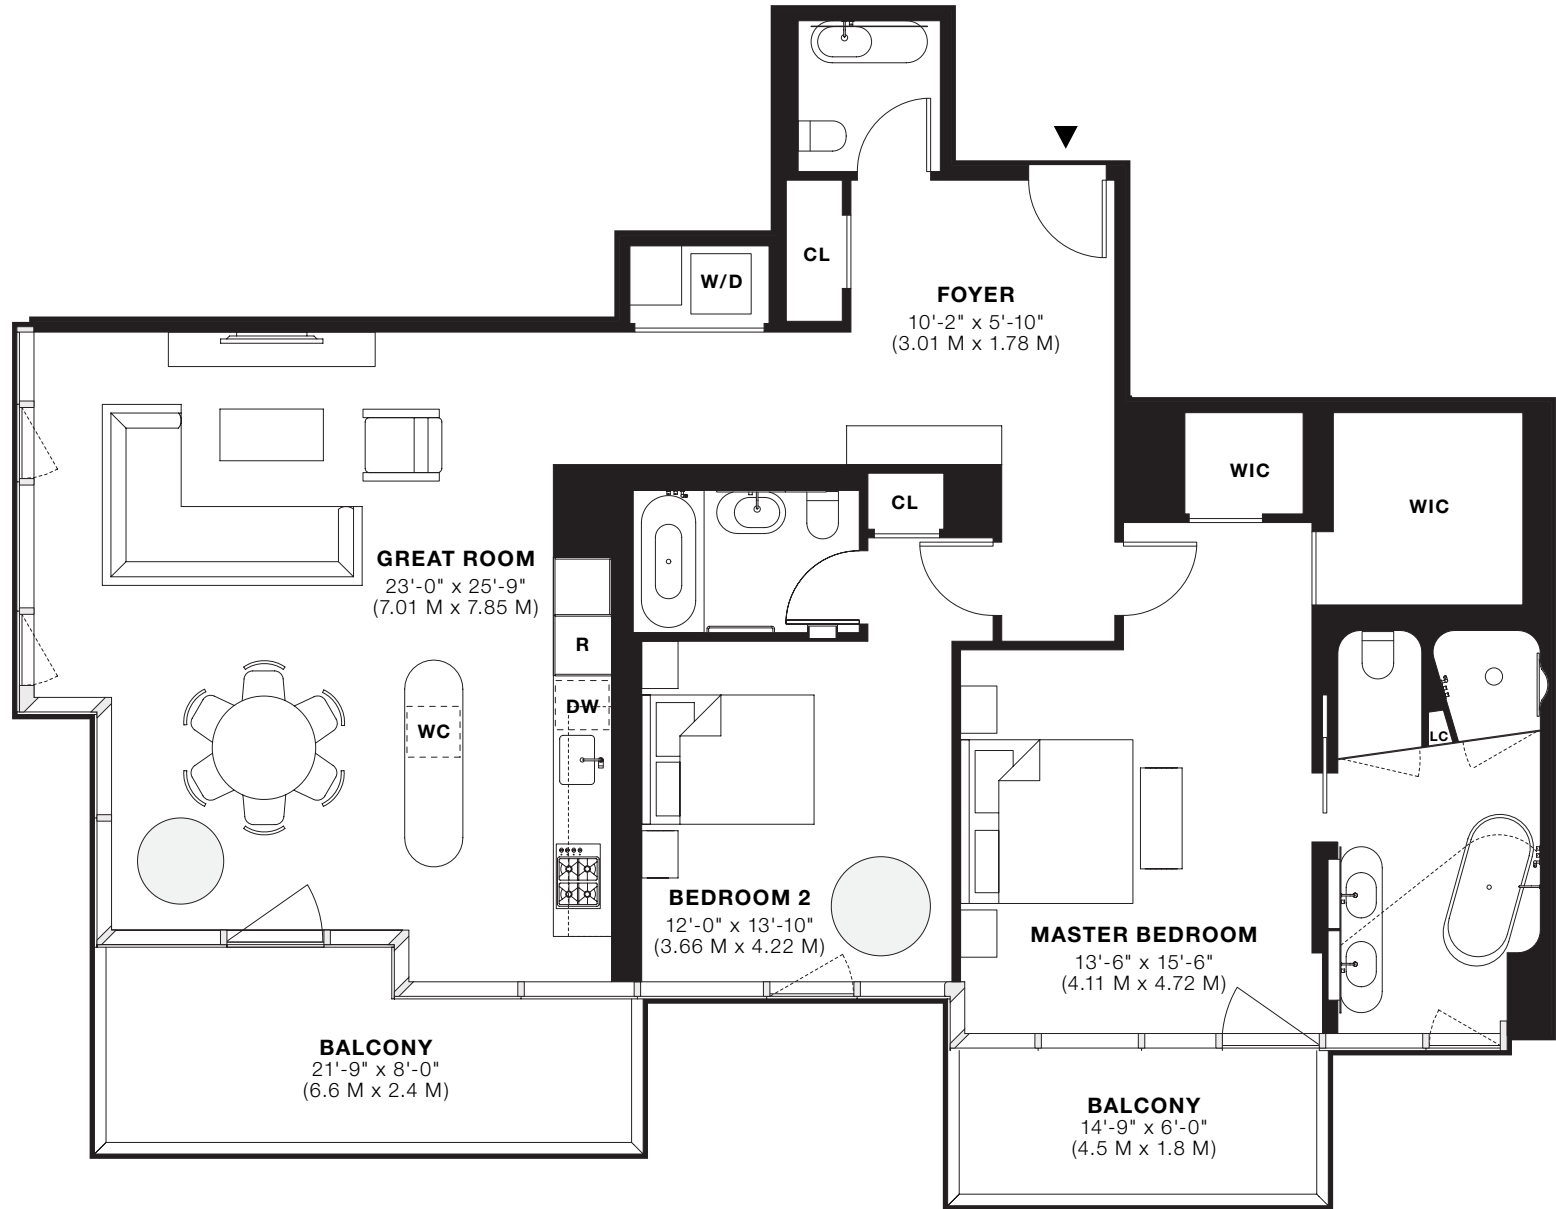 W/D
CL
FOYER
10'-2" x 5'-10"
(3.01 M x 1.78 M)
WIC
WIC
CL
GREAT ROOM
23'-0" x 25'-9"
(7.01 M x 7.85 M)
R
DW
WC
LC
BEDROOM 2
12'-0" x 13'-10"
(3.66 M x 4.22 M)
MASTER BEDROOM
13'-6" x 15'-6"
(4.11 M x 4.72 M)
BALCONY
21'-9" x 8'-0"
(6.6 M x 2.4 M)
BALCONY
14'-9" x 6'-0"
(4.5 M x 1.8 M)